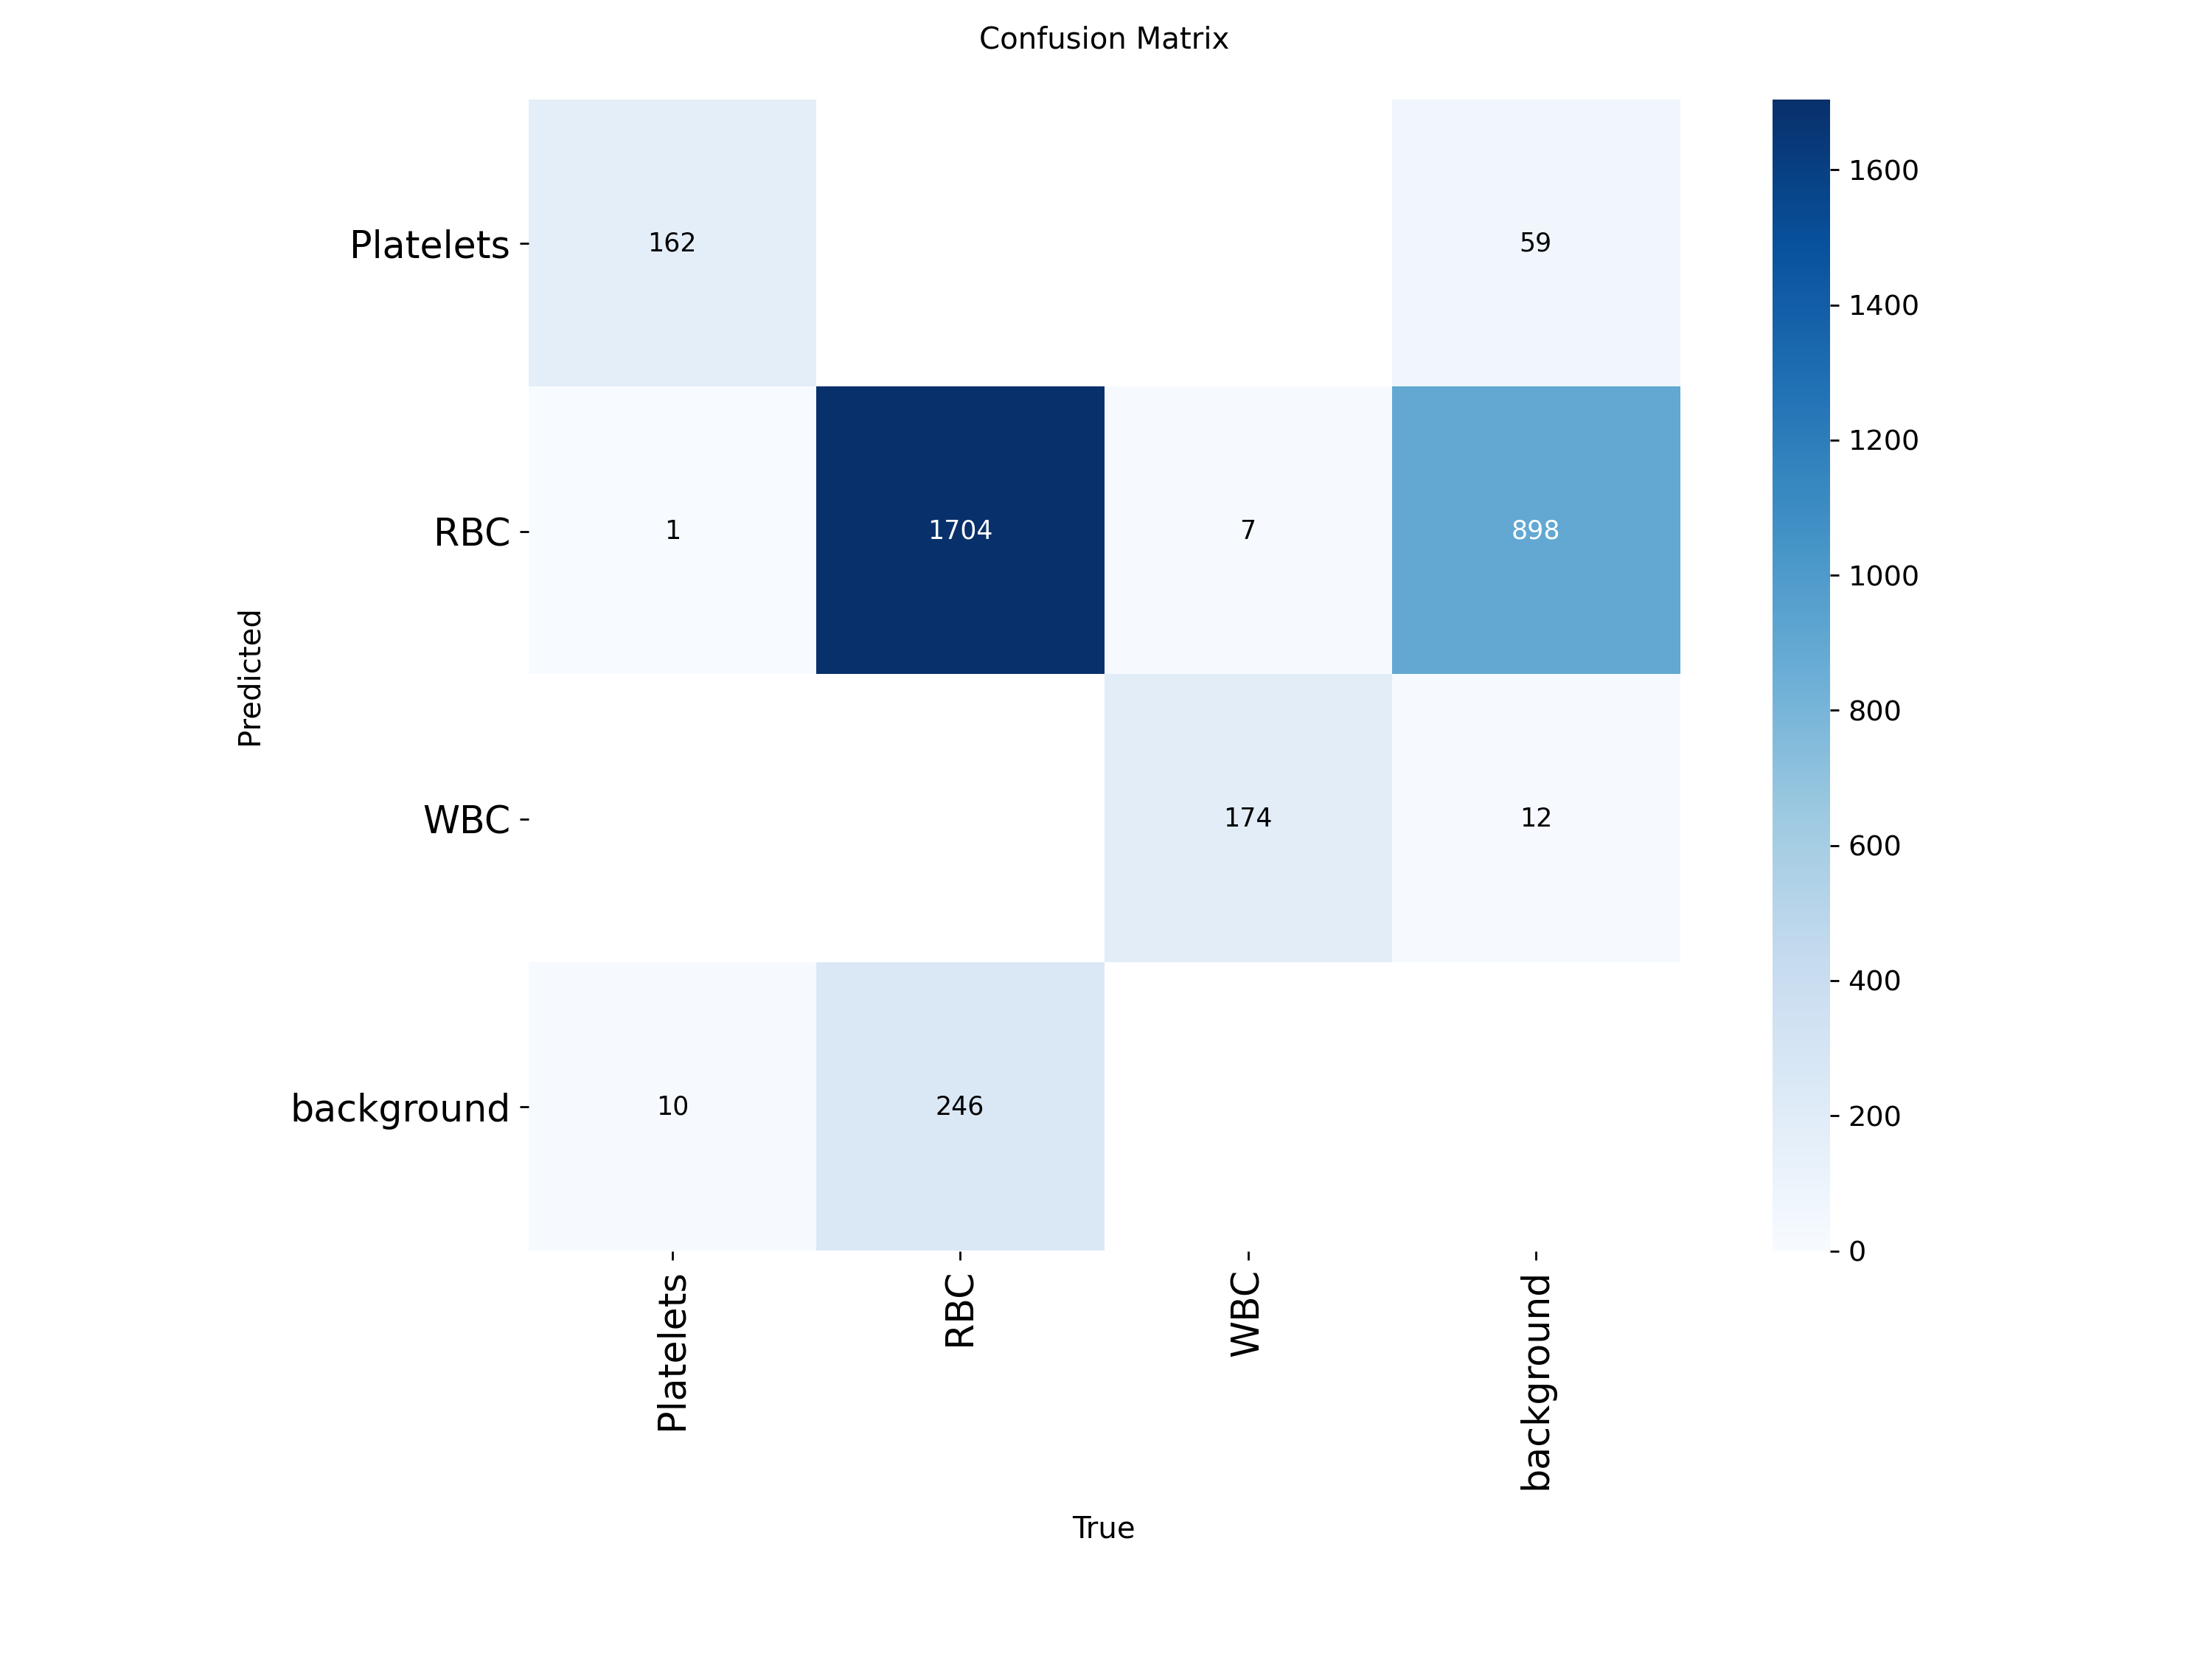 Confusion Matrix
Predicted
Platelets
162
59
RBC
1
1704
7
898
WBC
174
12
background
10
246
Platelets
RBC
WBC
background
True
1600
1400
1200
1000
800
600
400
200
0